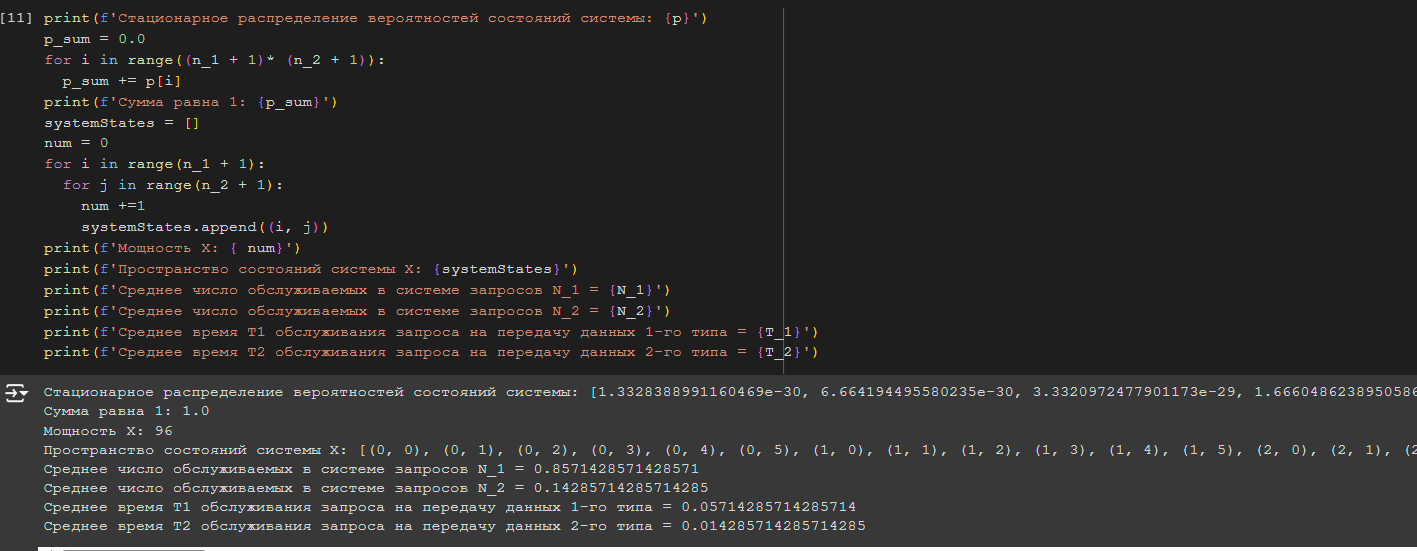 [11] print(f'Стационарное распределение вероятностей состояний системы: {p}')
p_sum = 0.0
for i in range((n_1 + 1)* (n_2 + 1)):
  p_sum += p[i]
print(f'Сумма равна 1: {p_sum}')
systemStates = []
num = 0
for i in range(n_1 + 1):
  for j in range(n_2 + 1):
    num +=1
    systemStates.append((i, j))
print(f'Мощность X: { num}')
print(f'Пространство состояний системы X: {systemStates}')
print(f'Среднее число обслуживаемых в системе запросов N_1 = {N_1}')
print(f'Среднее число обслуживаемых в системе запросов N_2 = {N_2}')
print(f'Среднее время T1 обслуживания запроса на передачу данных 1-го типа = {T_1}')
print(f'Среднее время T2 обслуживания запроса на передачу данных 2-го типа = {T_2}')
Стационарное распределение вероятностей состояний системы: [1.3328388991160469e-30, 6.664194495580235e-30, 3.3320972477901173e-29, 1.6660486238950586
Сумма равна 1: 1.0
Мощность X: 96
Пространство состояний системы X: [(0, 0), (0, 1), (0, 2), (0, 3), (0, 4), (0, 5), (1, 0), (1, 1), (1, 2), (1, 3), (1, 4), (1, 5), (2, 0), (2, 1), (2
Среднее число обслуживаемых в системе запросов N_1 = 0.8571428571428571
Среднее число обслуживаемых в системе запросов N_2 = 0.14285714285714285
Среднее время T1 обслуживания запроса на передачу данных 1-го типа = 0.05714285714285714
Среднее время T2 обслуживания запроса на передачу данных 2-го типа = 0.014285714285714285